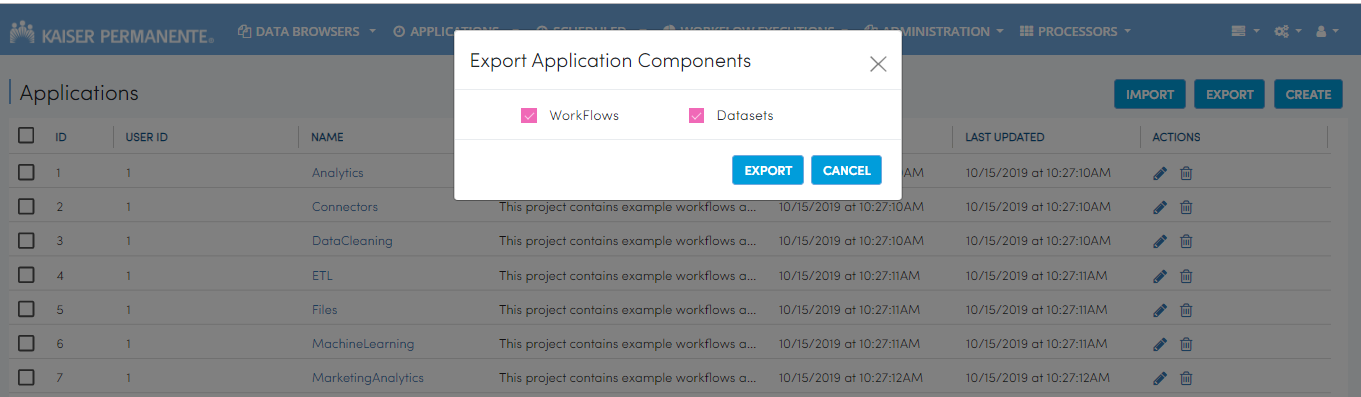 KAISER PERMANENTE® DATA BROWSERS APPLICATIONS SCHEDULER WORKFLOW EXECUTIONS ADMINISTRATION PROCESSORS
Export Application Components
Applications IMPORT EXPORT CREATE
WorkFlows Datasets
ID USER ID NAME LAST UPDATED ACTIONS
EXPORT CANCEL
1 1 Analytics AM 10/15/2019 at 10:27:10AM
2 1 Connectors This project contains example workflows a... 10/15/2019 at 10:27:10AM 10/15/2019 at 10:27:10AM
3 1 DataCleaning This project contains example workflows a... 10/15/2019 at 10:27:10AM 10/15/2019 at 10:27:10AM
4 1 ETL This project contains example workflows a... 10/15/2019 at 10:27:11AM 10/15/2019 at 10:27:11AM
5 1 Files This project contains example workflows a... 10/15/2019 at 10:27:11AM 10/15/2019 at 10:27:11AM
6 1 MachineLearning This project contains example workflows a... 10/15/2019 at 10:27:11AM 10/15/2019 at 10:27:11AM
7 1 MarketingAnalytics This project contains example workflows a... 10/15/2019 at 10:27:12AM 10/15/2019 at 10:27:12AM